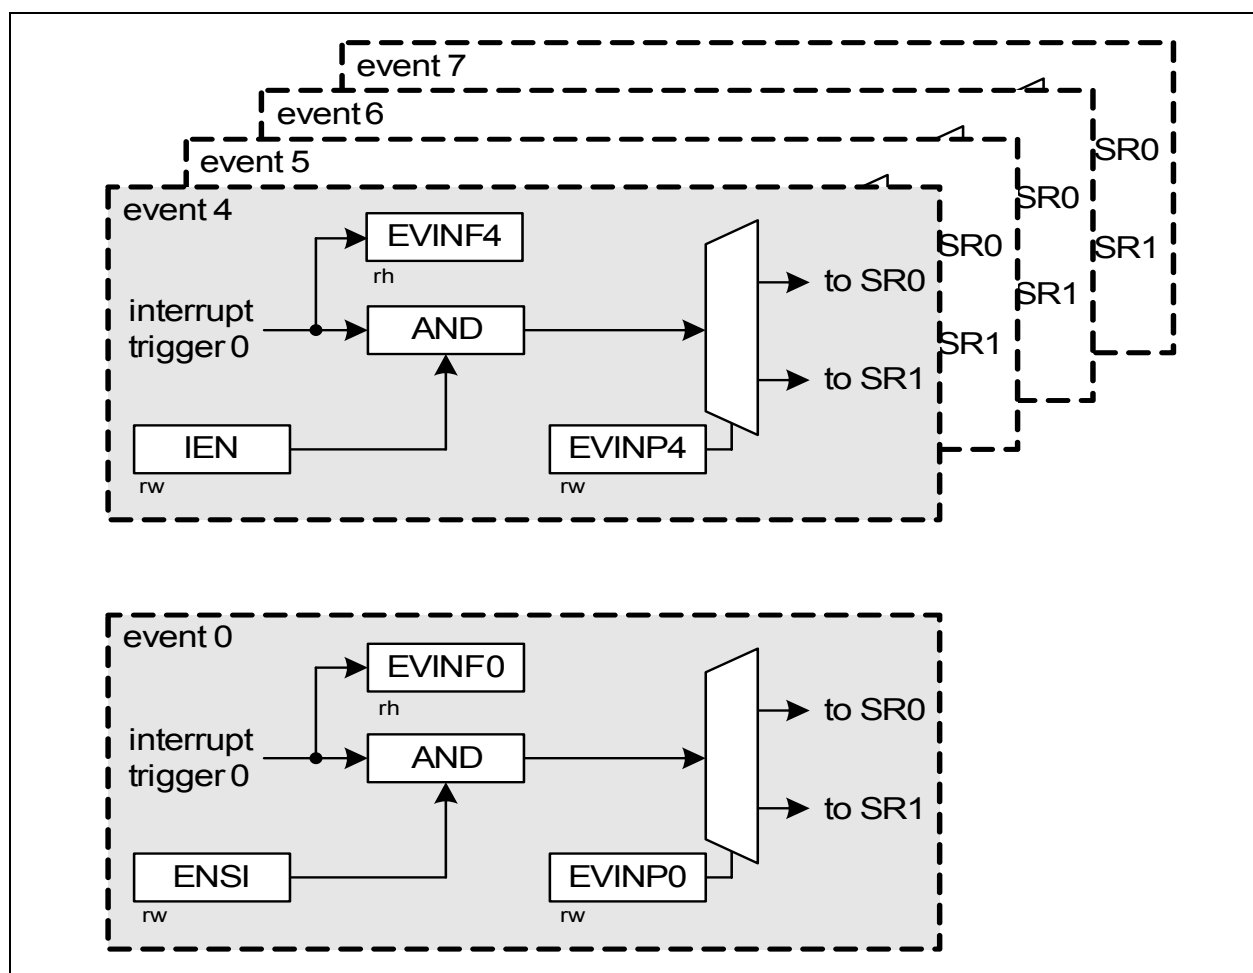 event 7
event 6
event 5
event 4
SR0
SR0
SR0
SR1
SR1
SR1
EVINF4
rh
interrupt
trigger 0
AND
to SR0
to SR1
IEN
rw
EVINP4
rw
event 0
EVINF0
rh
interrupt
trigger 0
AND
to SR0
to SR1
ENSI
rw
EVINP0
rw